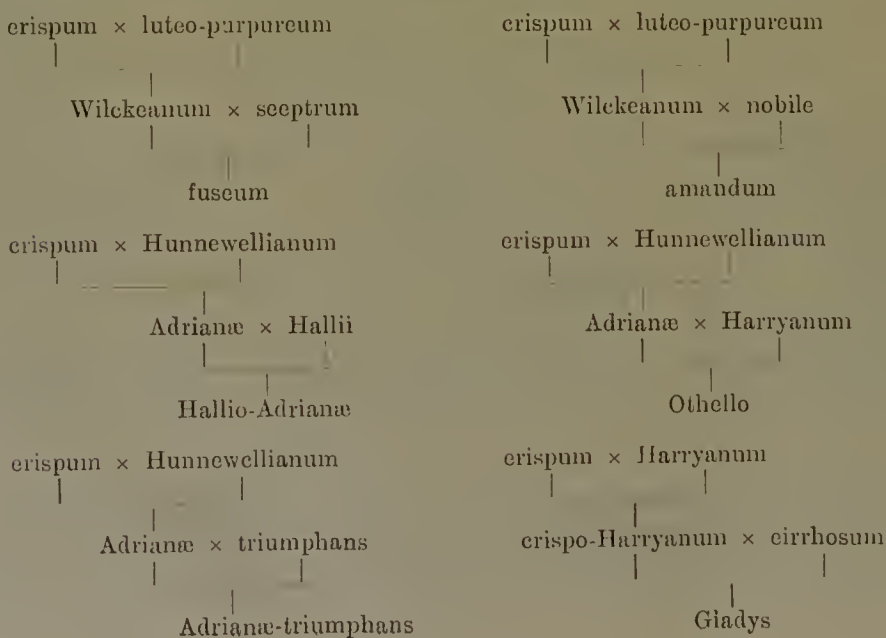 crispum × luteo-purpureum
Wilckeanum × sceptrum
fuscum
crispum × luteo-purpureum
Wilckeanum × nobile
amandum
crispum × Hunnewellianum
Adrianæ × Hallii
Hallio-Adrianæ
crispum × Hunnewellianum
Adrianæ × Harryanum
Othello
crispum × Hunnewellianum
Adrianæ × triumphans
Adrianæ-triumphans
crispum × Harryanum
crispo-Harryanum × cirrhosum
Gladys